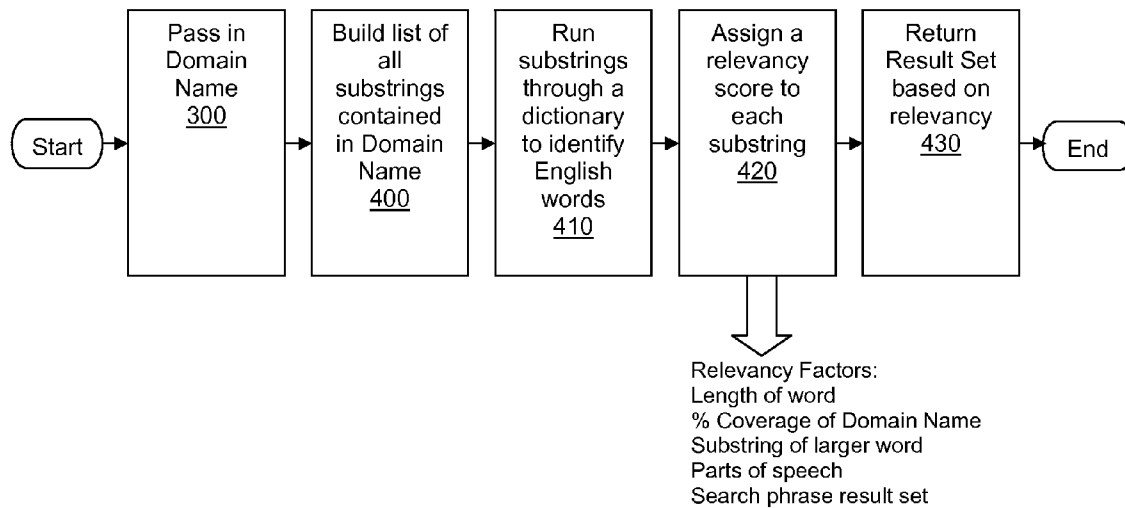 Start
Pass in
Domain
Name
300
Build list of
all
substrings
contained
in Domain
Name
400
Run
substrings
through a
dictionary
to identify
English
words
410
Assign a
relevancy
score to
each
substring
420
Return
Result Set
based on
relevancy
430
End
Relevancy Factors:
Length of word
% Coverage of Domain Name
Substring of larger word
Parts of speech
Search phrase result set